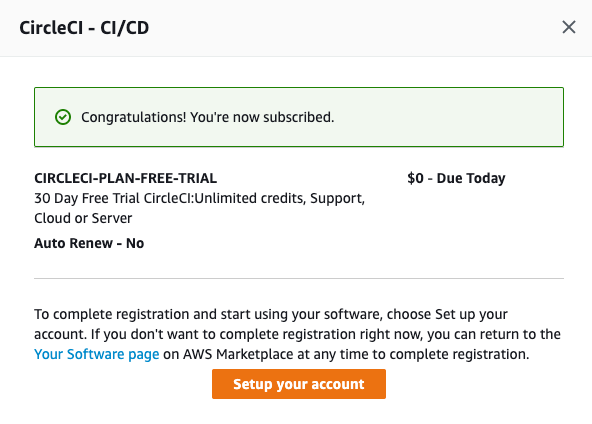 CircleCI - CI/CD
Congratulations! You're now subscribed.
CIRCLECI-PLAN-FREE-TRIAL
$0 - Due Today
30 Day Free Trial CircleCI:Unlimited credits, Support,
Cloud or Server
Auto Renew - No
To complete registration and start using your software, choose Set up your
account. If you don't want to complete registration right now, you can return to the
Your Software page on AWS Marketplace at any time to complete registration.
Setup your account